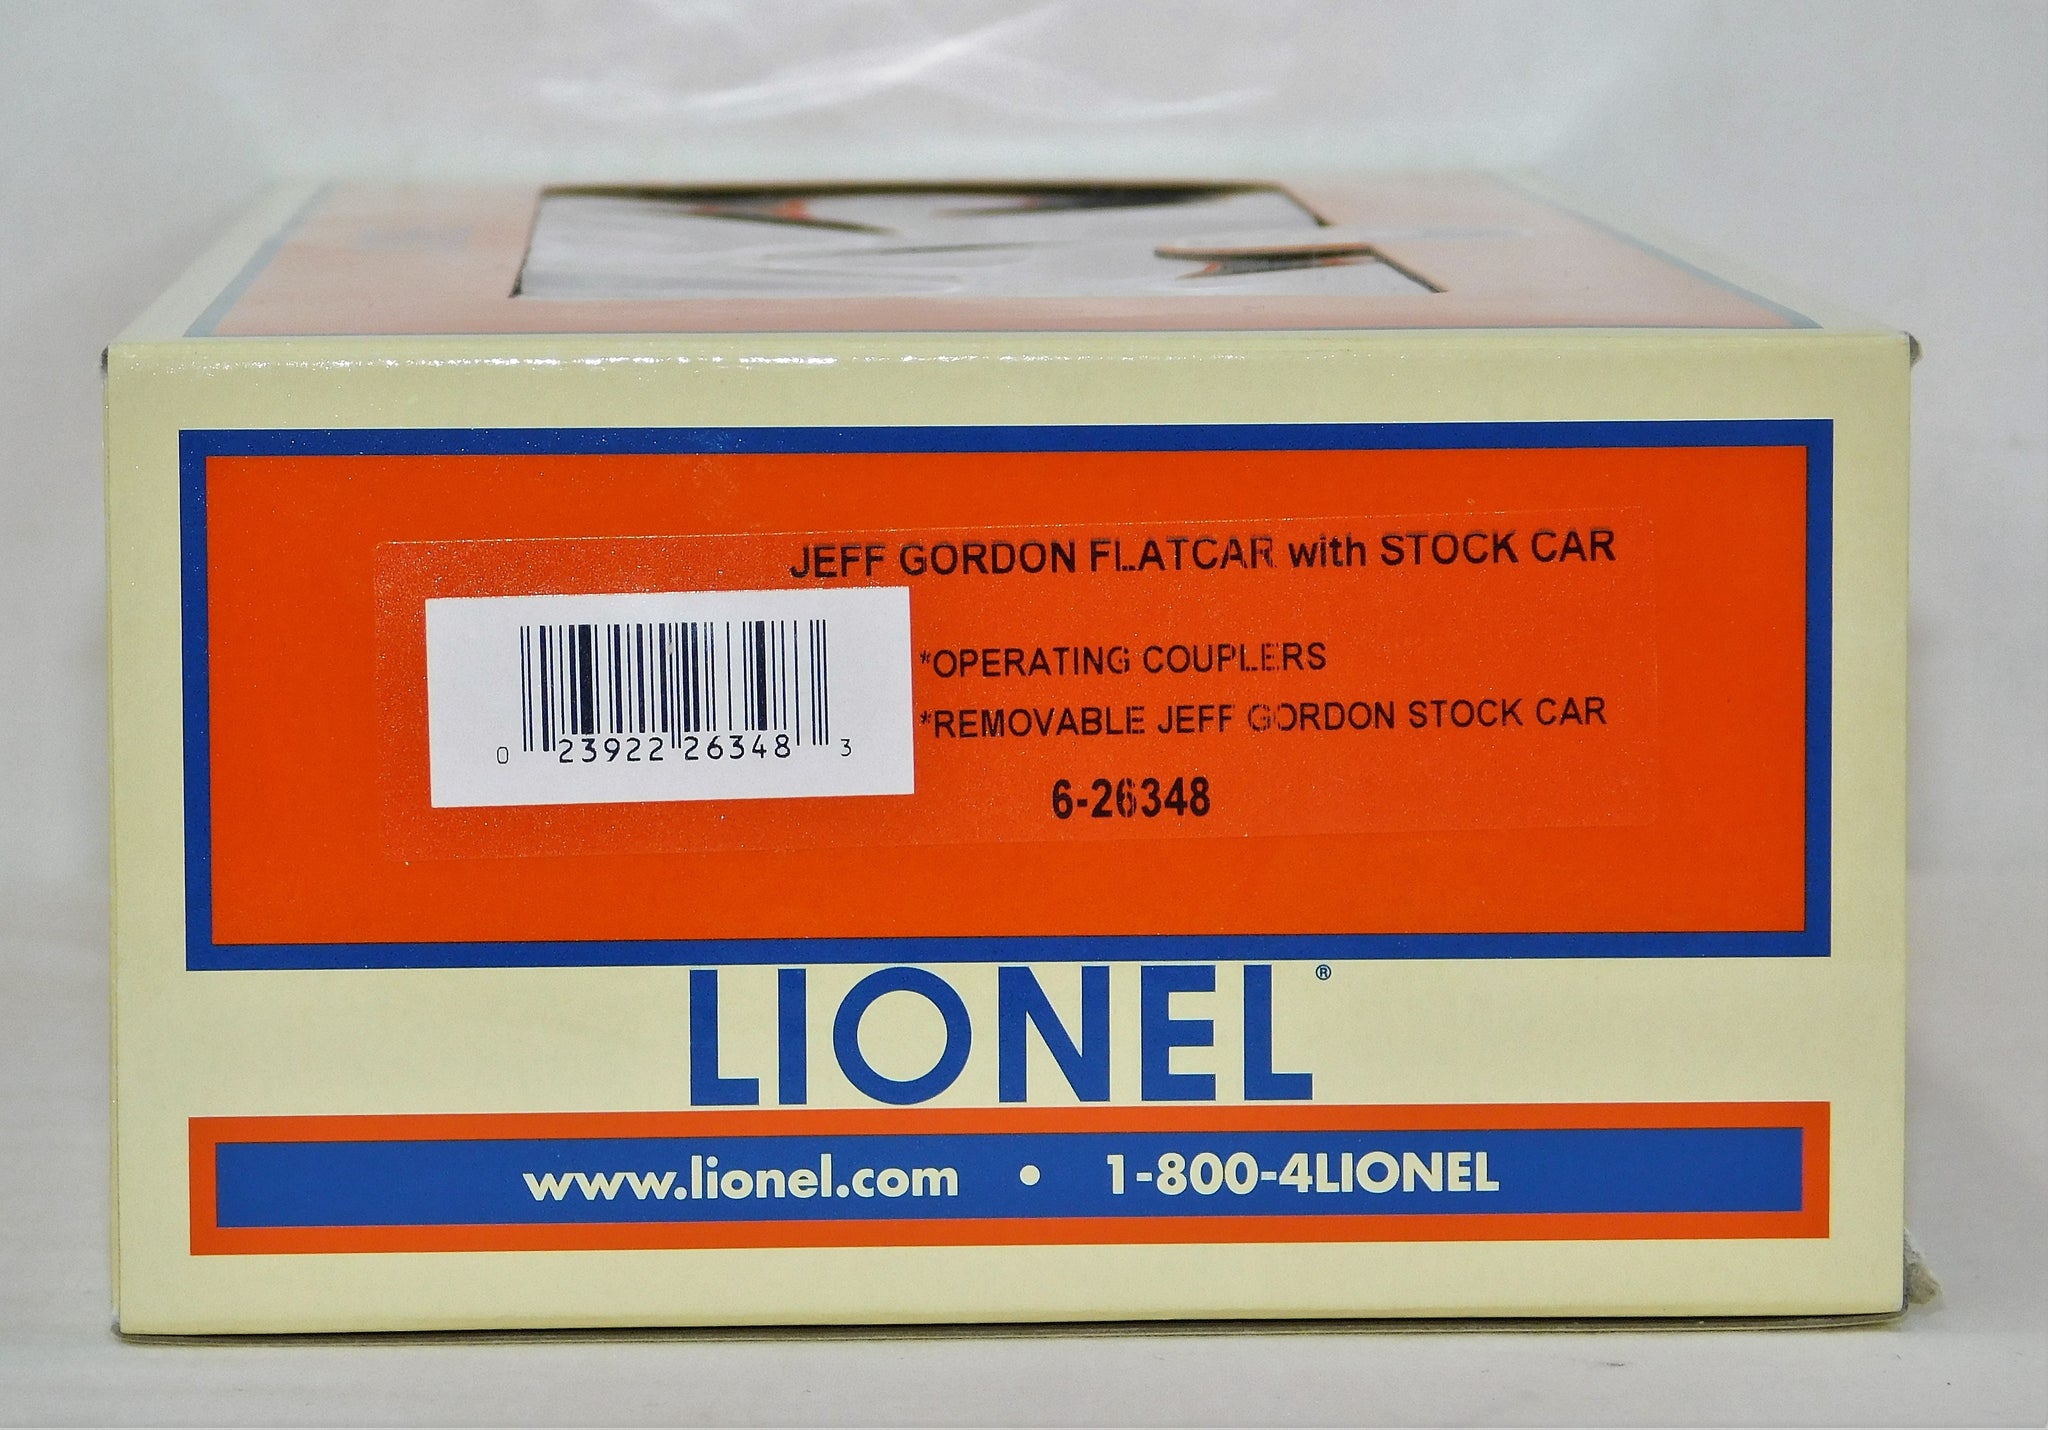 JEFF GORDON FLATCAR with STOCK CAR
*OPERATING COUPLERS
*REMOVABLE JEFF GORDON STOCK CAR
0 23922 26348 3
6-26348
LIONEL®
www.lionel.com • 1-800-4LIONEL